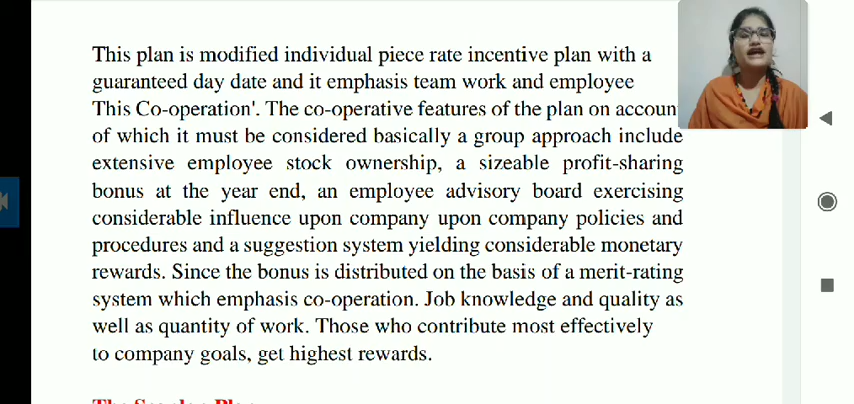 This plan is modified individual piece rate incentive plan with a
guaranteed day date and it emphasis team work and employee
This Co-operation'. The co-operative features of the plan on accoun
of which it must be considered basically a group approach include
extensive employee stock ownership, a sizeable profit-sharing
bonus at the year end, an employee advisory board exercising
considerable influence upon company upon company policies and
procedures and a suggestion system yielding considerable monetary
rewards. Since the bonus is distributed on the basis of a merit-rating
system which emphasis co-operation. Job knowledge and quality as
well as quantity of work. Those who contribute most effectively
to company goals, get highest rewards.